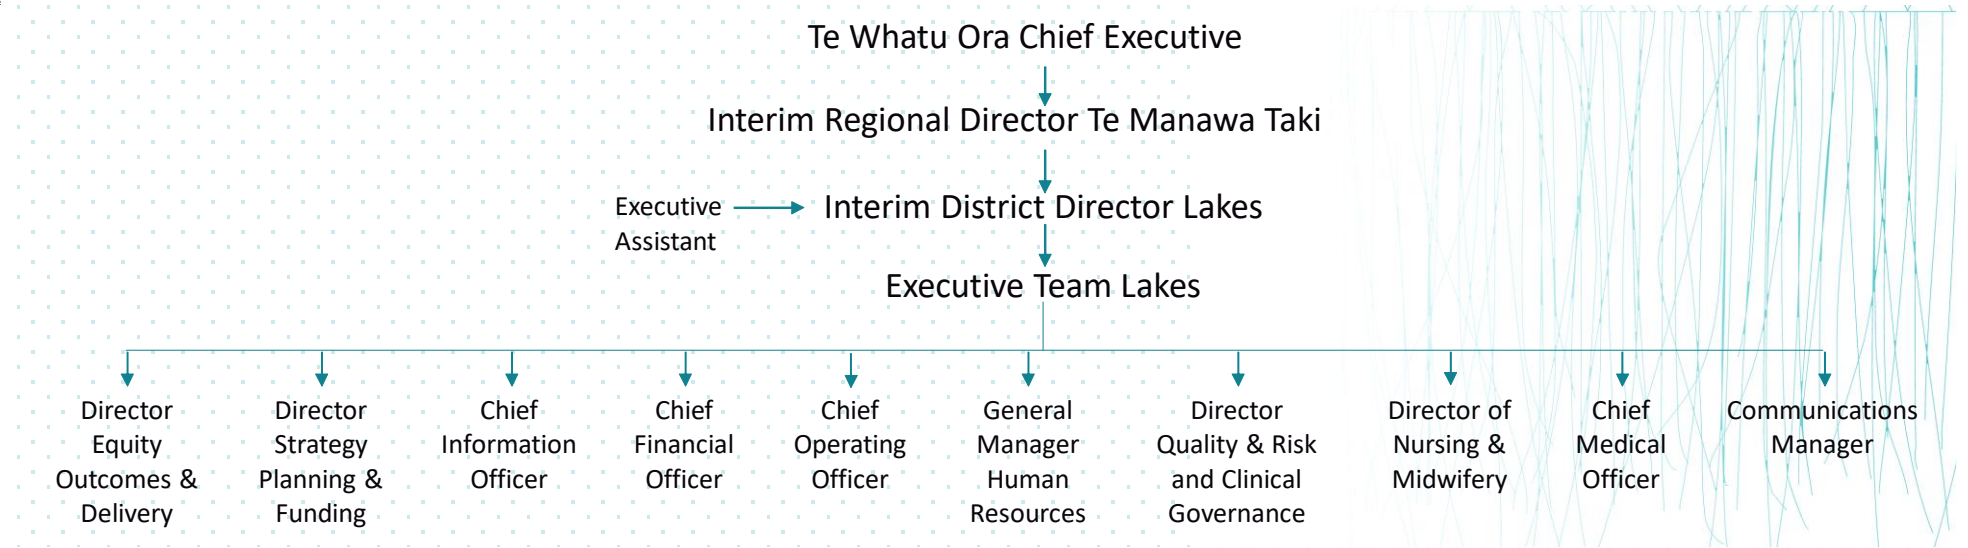 Te Whatu Ora Chief Executive
Interim Regional Director Te Manawa Taki
Executive
Assistant
Interim District Director Lakes
Executive Team Lakes
Director
Equity
Outcomes &
Delivery
Director
Strategy
Planning &
Funding
Chief
Information
Officer
Chief
Financial
Officer
Chief
Operating
Officer
General
Manager
Human
Resources
Director
Quality & Risk
and Clinical
Governance
Director of
Nursing &
Midwifery
Chief
Medical
Officer
Communications
Manager